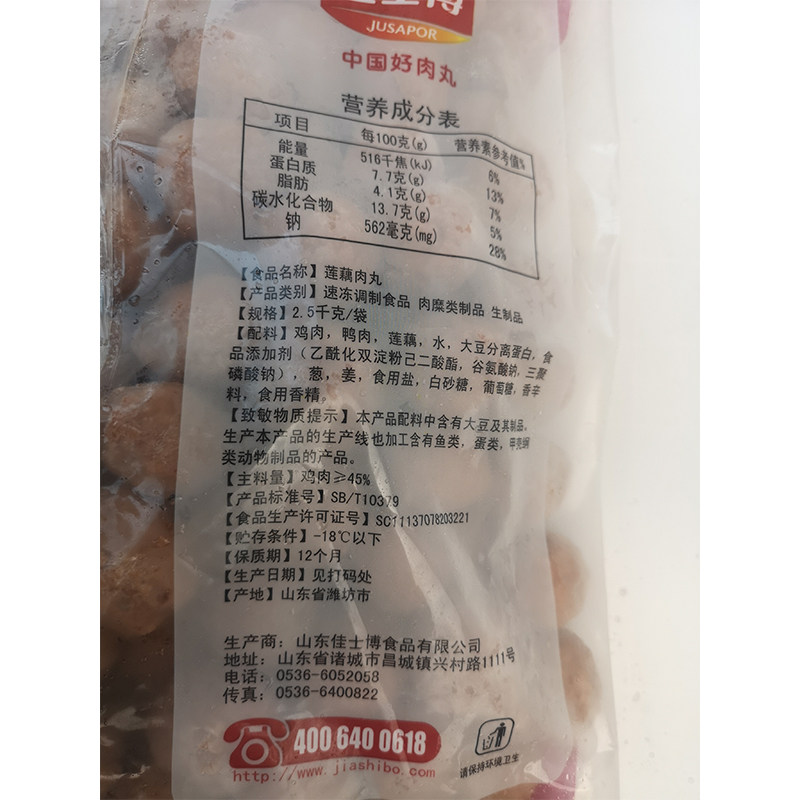 佳士博
JUSAPOR
中国好肉丸
营养成分表
项目 每100克(g) 营养素参考值%
能量 516千焦(kJ) 6%
蛋白质 7.7克(g) 13%
脂肪 4.1克(g) 7%
碳水化合物 13.7克(g) 5%
钠 562毫克(mg) 28%
【食品名称】莲藕肉丸
【产品类别】速冻调制食品 肉糜类制品 生制品
【规格】2.5千克/袋
【配料】鸡肉，鸭肉，莲藕，水，大豆分离蛋白，食
品添加剂（乙酰化双淀粉己二酸酯，谷氨酸钠，三聚
磷酸钠），葱，姜，食用盐，白砂糖，葡萄糖，香辛
料，食用香精。
【致敏物质提示】本产品配料中含有大豆及其制品。
生产本产品的生产线也加工含有鱼类，蛋类，甲壳纲
类动物制品的产品。
【主料量】鸡肉≥45%
【产品标准号】SB/T10379
【食品生产许可证号】SC11137078203221
【贮存条件】-18℃以下
【保质期】12个月
【生产日期】见打码处
【产地】山东省潍坊市
生产商：山东佳士博食品有限公司
地址：山东省诸城市昌城镇兴村路1111号
电话：0536-6052058
传真：0536-6400822
400 640 0618
http://www.jiashibo.com
请保持环境卫生